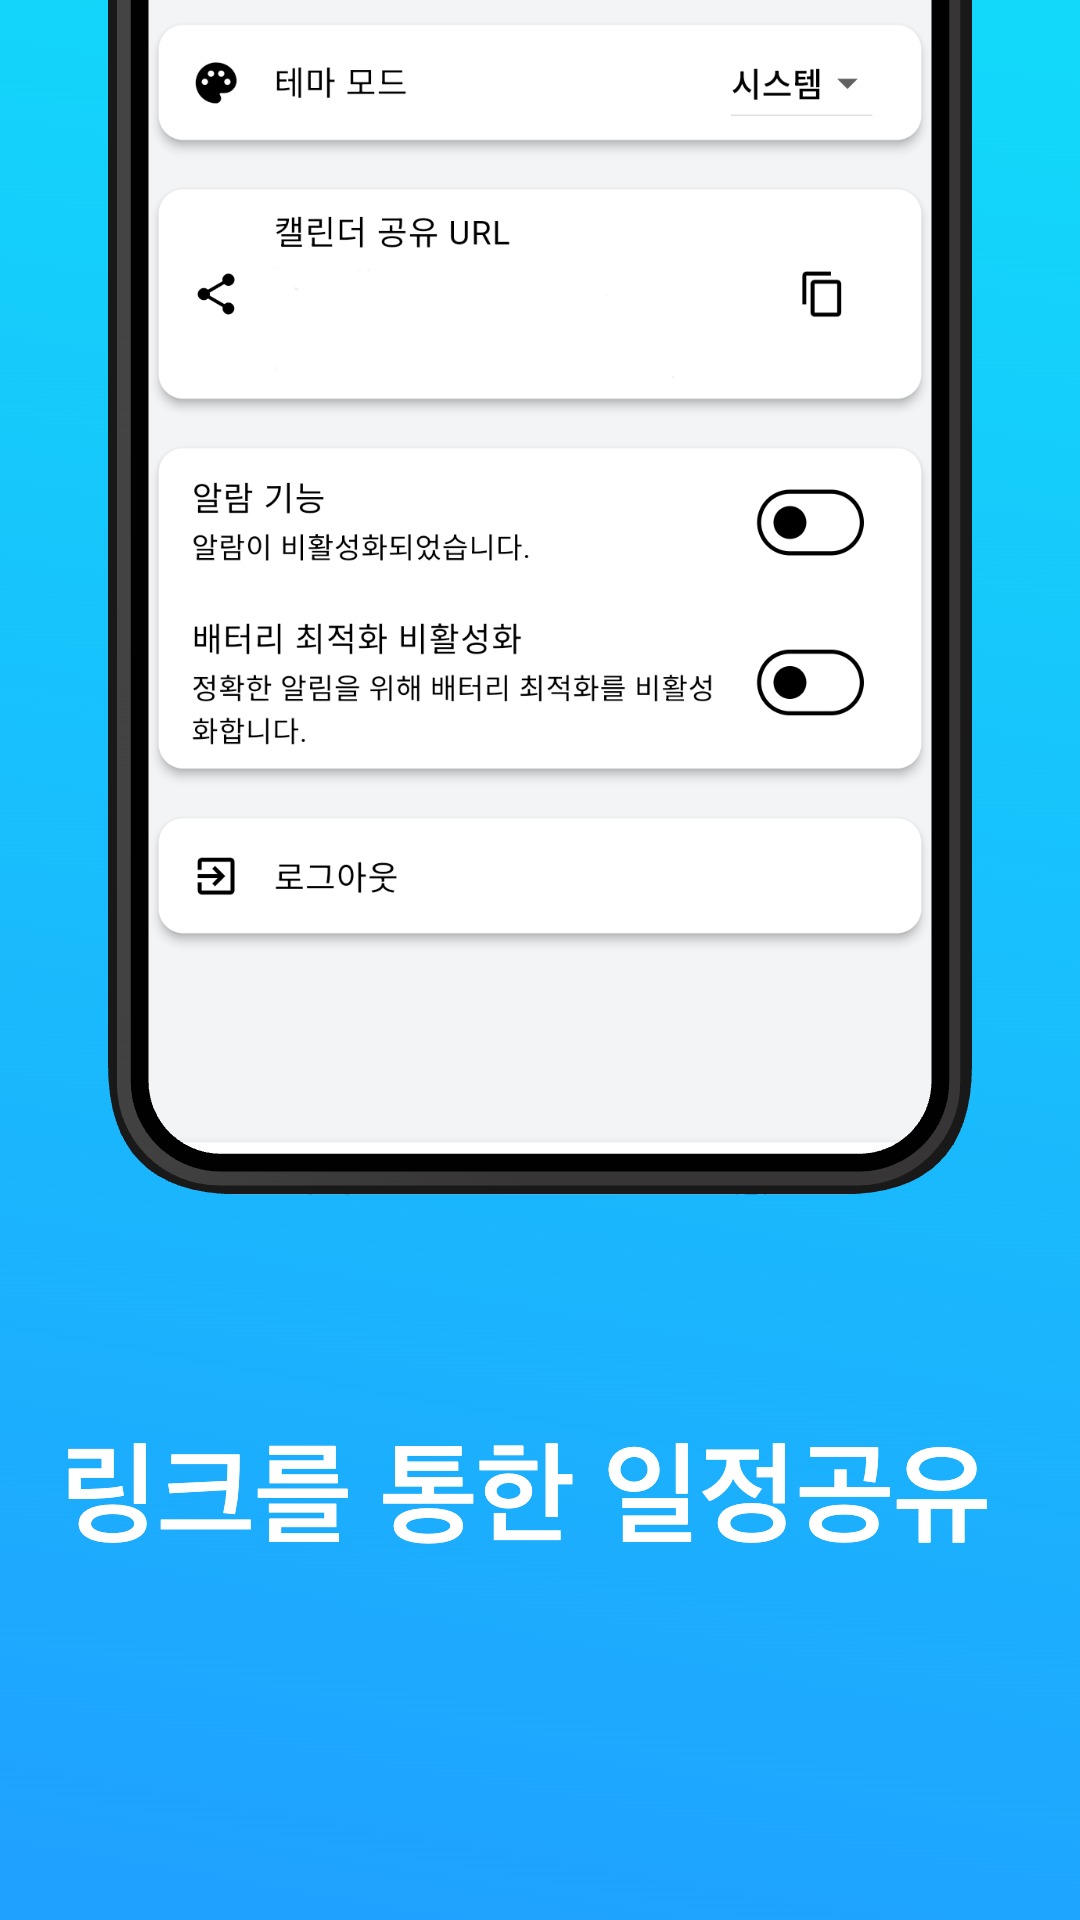 테마 모드
시스템
캘린더 공유 URL
알람 기능
알람이 비활성화되었습니다.
배터리 최적화 비활성화
정확한 알림을 위해 배터리 최적화를 비활성
화합니다.
로그아웃
링크를 통한 일정공유